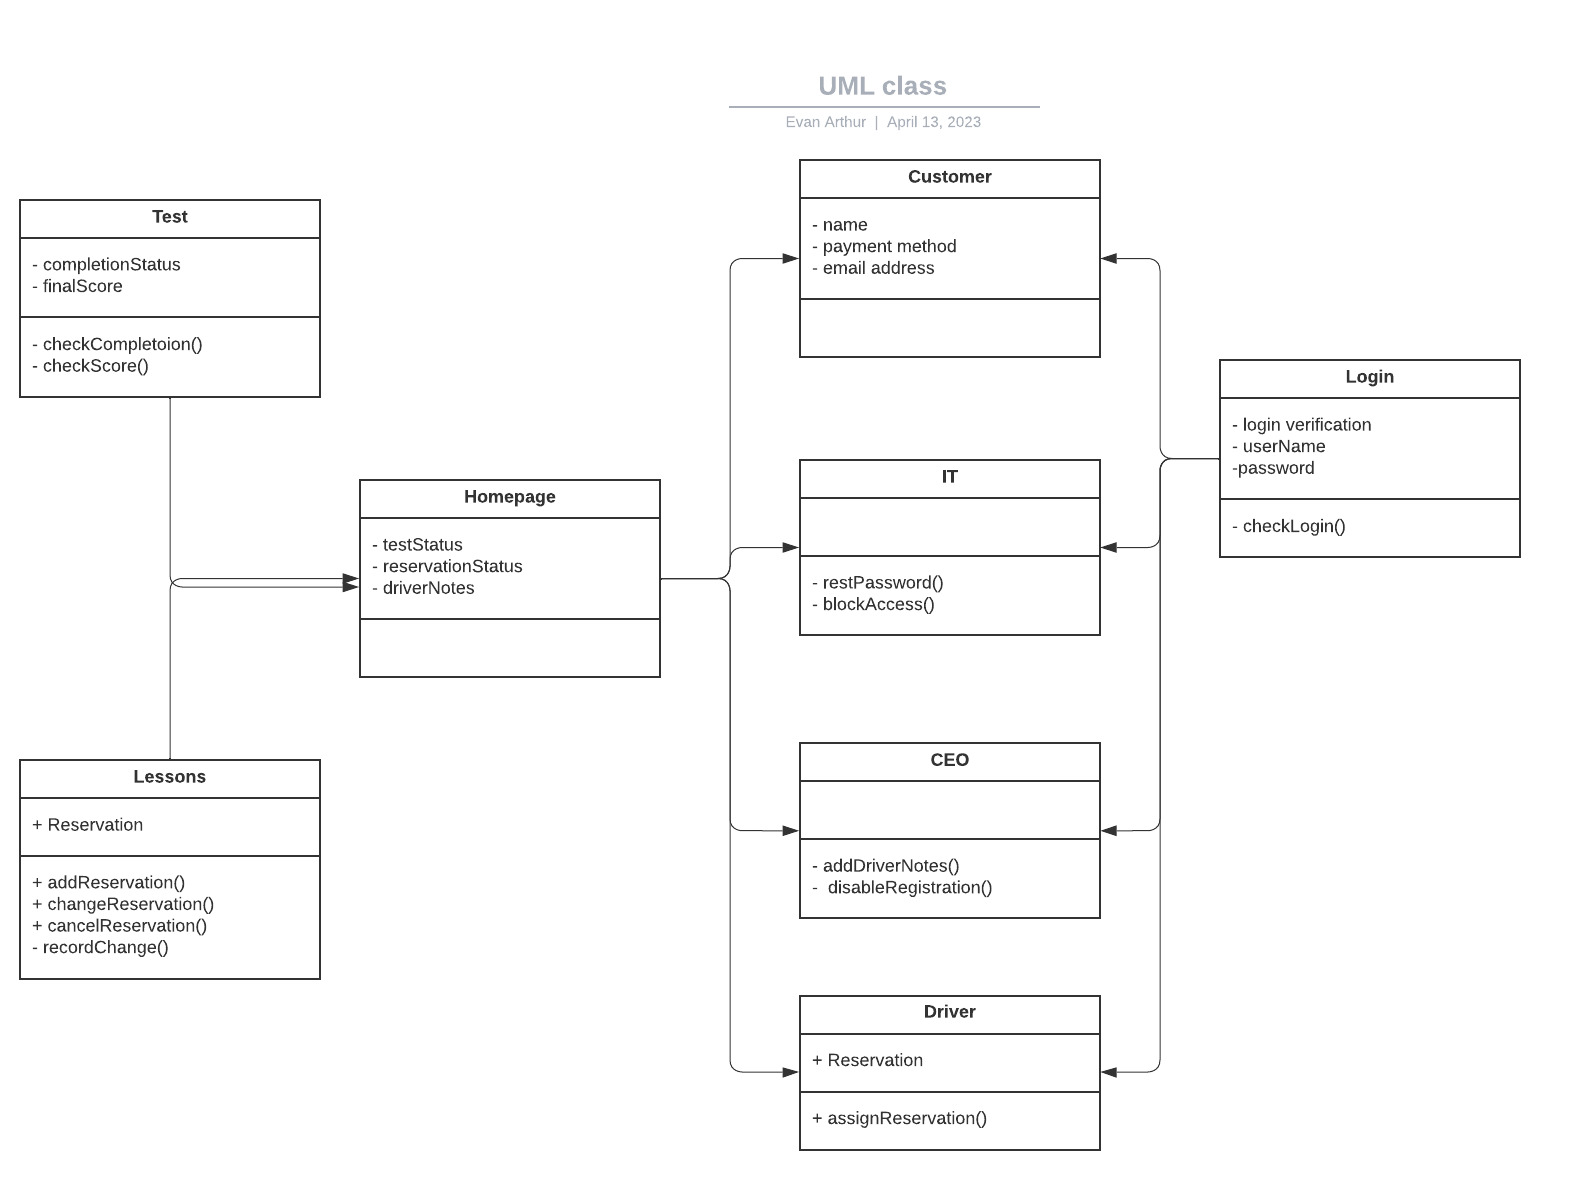 UML class
Evan Arthur | April 13, 2023
Test
- completionStatus
- finalScore
- checkCompletoion()
- checkScore()
Lessons
+ Reservation
+ addReservation()
+ changeReservation()
+ cancelReservation()
- recordChange()
Homepage
- testStatus
- reservationStatus
- driverNotes
Customer
- name
- payment method
- email address
IT
- restPassword()
- blockAccess()
CEO
- addDriverNotes()
-  disableRegistration()
Driver
+ Reservation
+ assignReservation()
Login
- login verification
- userName
-password
- checkLogin()